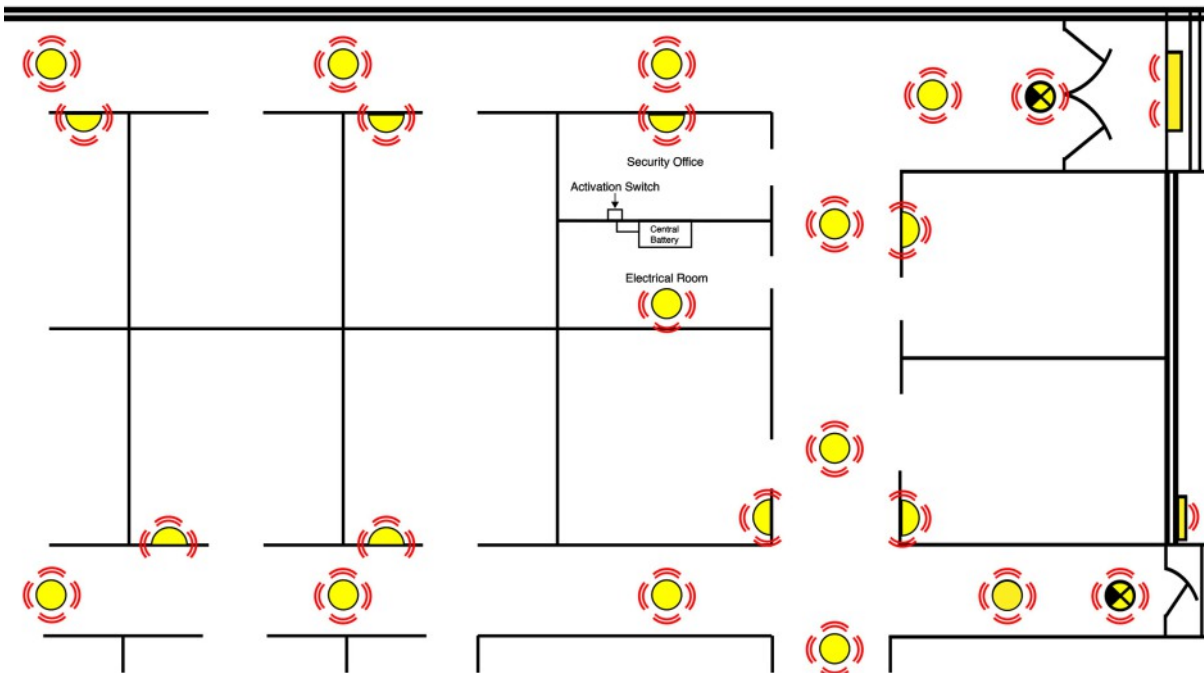 Security Office
Activation Switch
Central
Battery
Electrical Room